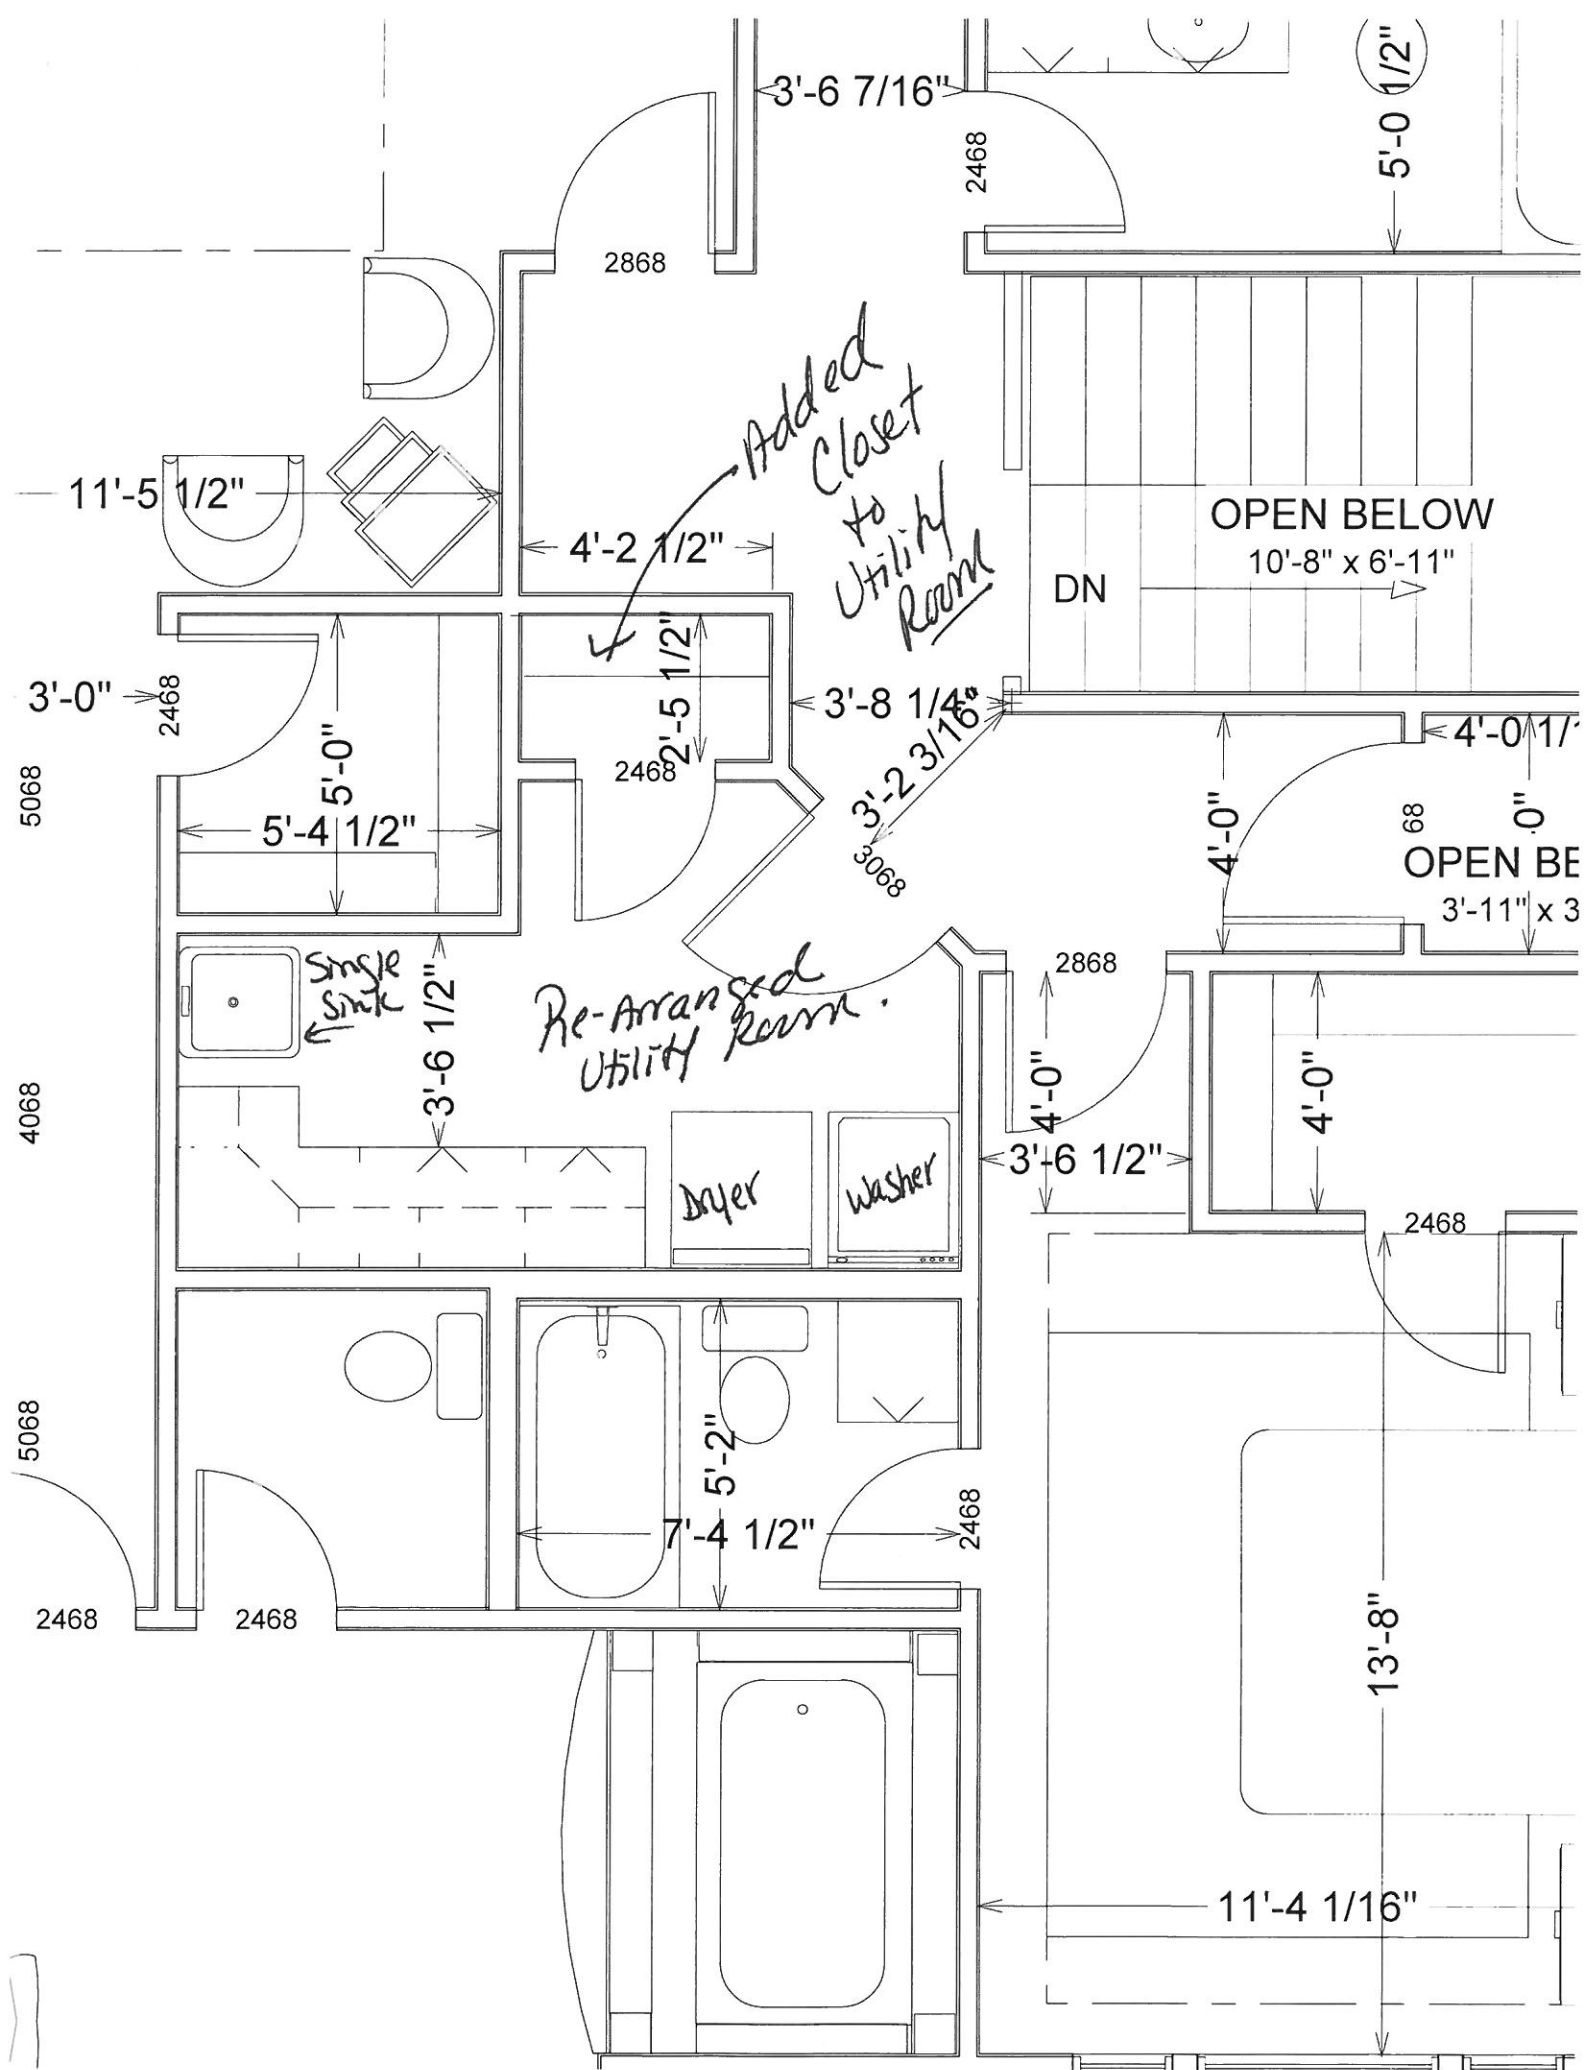 3'-6 7/16"
2468
5'-0 1/2"
2868
Added
Closet
to
Utility
Room
11'-5 1/2"
4'-2 1/2"
OPEN BELOW
10'-8" x 6'-11"
DN
3'-0"
2468
2'-5 1/2"
3'-8 1/4"
3'-2 3/16"
3068
4'-0 1/
5068
5'-0"
5'-4 1/2"
2468
4'-0"
68
0"
OPEN BE
3'-11" x 3
Single
Sink
3'-6 1/2"
Re-Arranged
Utility Room.
2868
4068
4'-0"
4'-0"
3'-6 1/2"
Dryer
Washer
2468
5068
5'-2"
7'-4 1/2"
2468
2468
2468
13'-8"
11'-4 1/16"